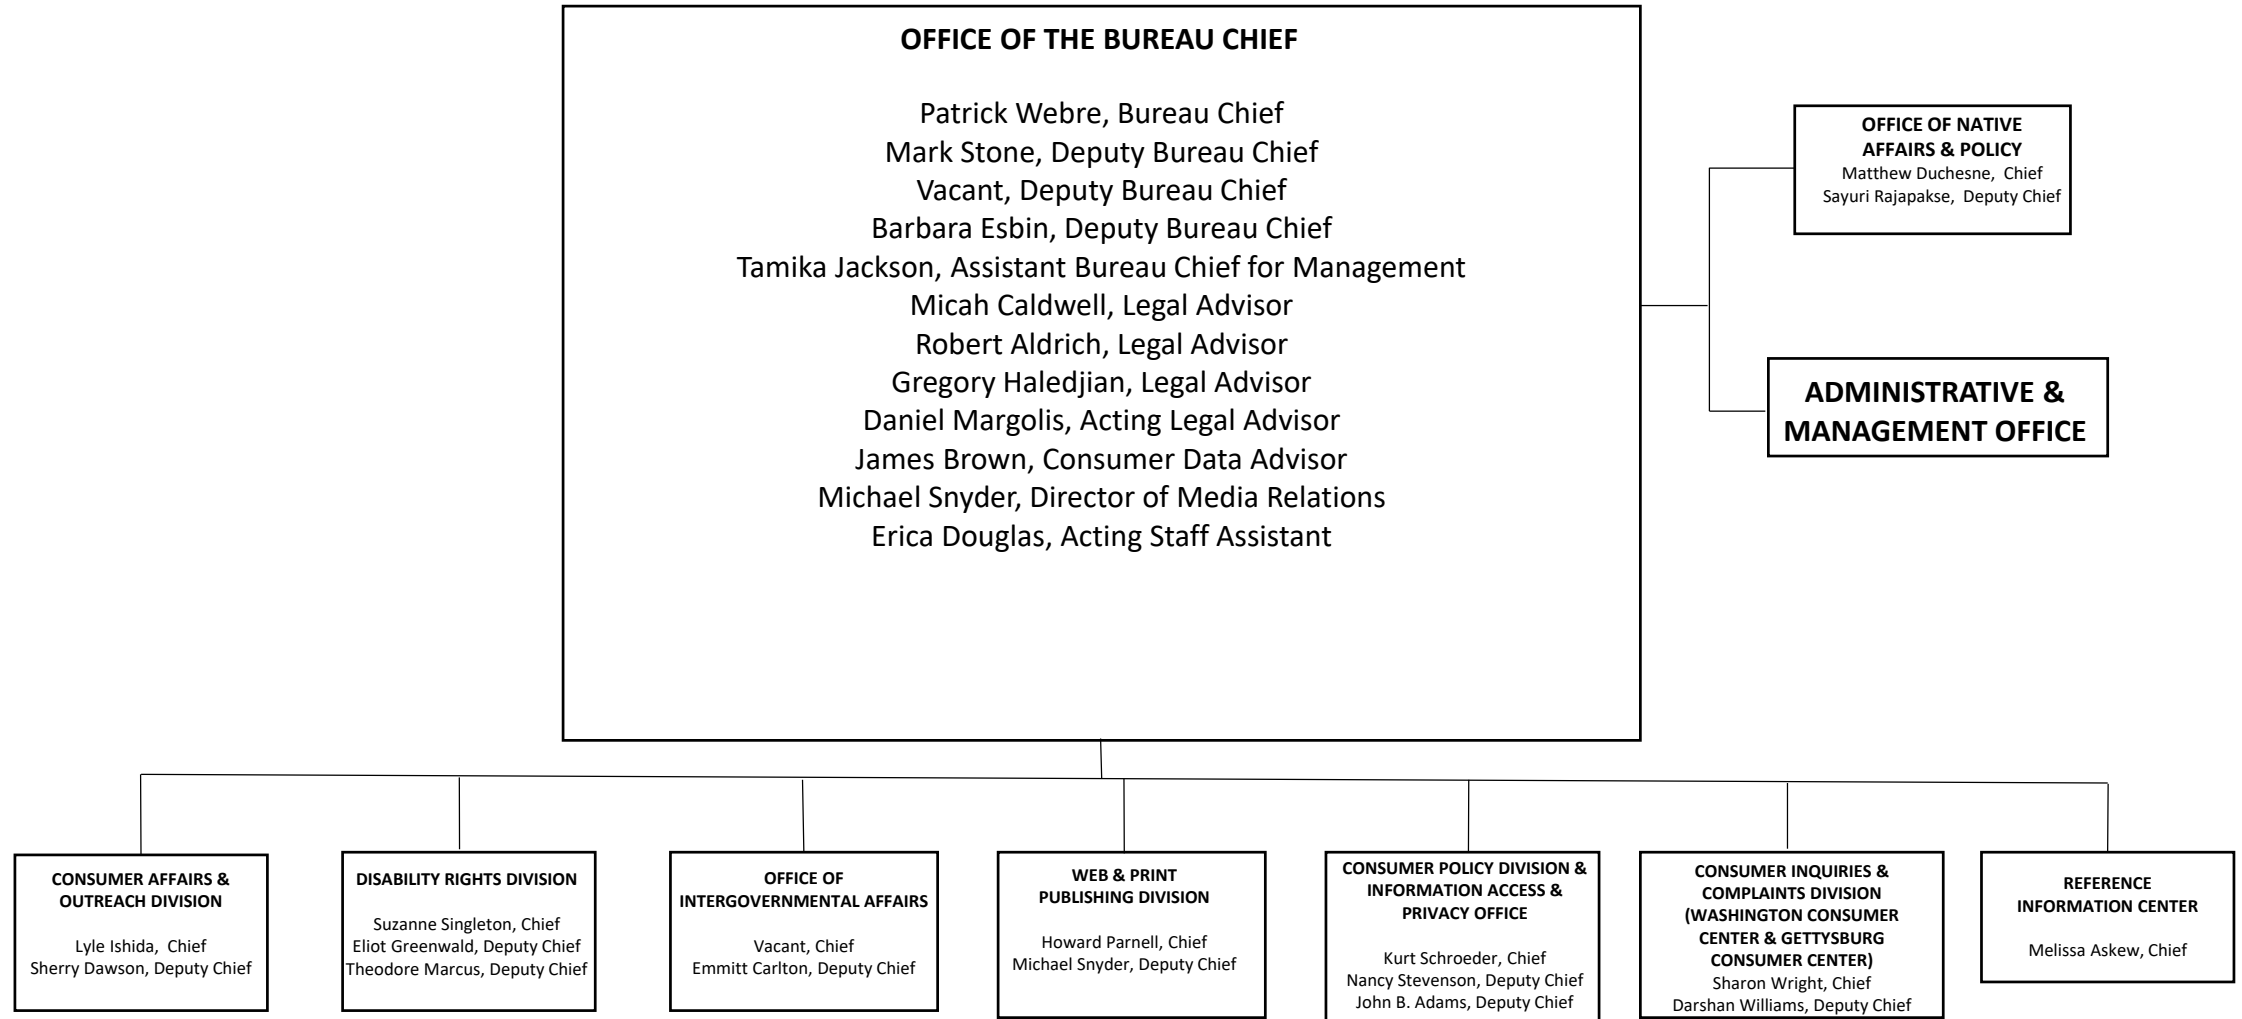 OFFICE OF THE BUREAU CHIEF
Patrick Webre, Bureau Chief
Mark Stone, Deputy Bureau Chief
Vacant, Deputy Bureau Chief
Barbara Esbin, Deputy Bureau Chief
Tamika Jackson, Assistant Bureau Chief for Management
Micah Caldwell, Legal Advisor
Robert Aldrich, Legal Advisor
Gregory Haledjian, Legal Advisor
Daniel Margolis, Acting Legal Advisor
James Brown, Consumer Data Advisor
Michael Snyder, Director of Media Relations
Erica Douglas, Acting Staff Assistant
OFFICE OF NATIVE
AFFAIRS & POLICY
Matthew Duchesne, Chief
Sayuri Rajapakse, Deputy Chief
ADMINISTRATIVE &
MANAGEMENT OFFICE
CONSUMER AFFAIRS &
OUTREACH DIVISION
Lyle Ishida, Chief
Sherry Dawson, Deputy Chief
DISABILITY RIGHTS DIVISION
Suzanne Singleton, Chief
Eliot Greenwald, Deputy Chief
Theodore Marcus, Deputy Chief
OFFICE OF
INTERGOVERNMENTAL AFFAIRS
Vacant, Chief
Emmitt Carlton, Deputy Chief
WEB & PRINT
PUBLISHING DIVISION
Howard Parnell, Chief
Michael Snyder, Deputy Chief
CONSUMER POLICY DIVISION &
INFORMATION ACCESS &
PRIVACY OFFICE
Kurt Schroeder, Chief
Nancy Stevenson, Deputy Chief
John B. Adams, Deputy Chief
CONSUMER INQUIRIES &
COMPLAINTS DIVISION
(WASHINGTON CONSUMER
CENTER & GETTYSBURG
CONSUMER CENTER)
Sharon Wright, Chief
Darshan Williams, Deputy Chief
REFERENCE
INFORMATION CENTER
Melissa Askew, Chief